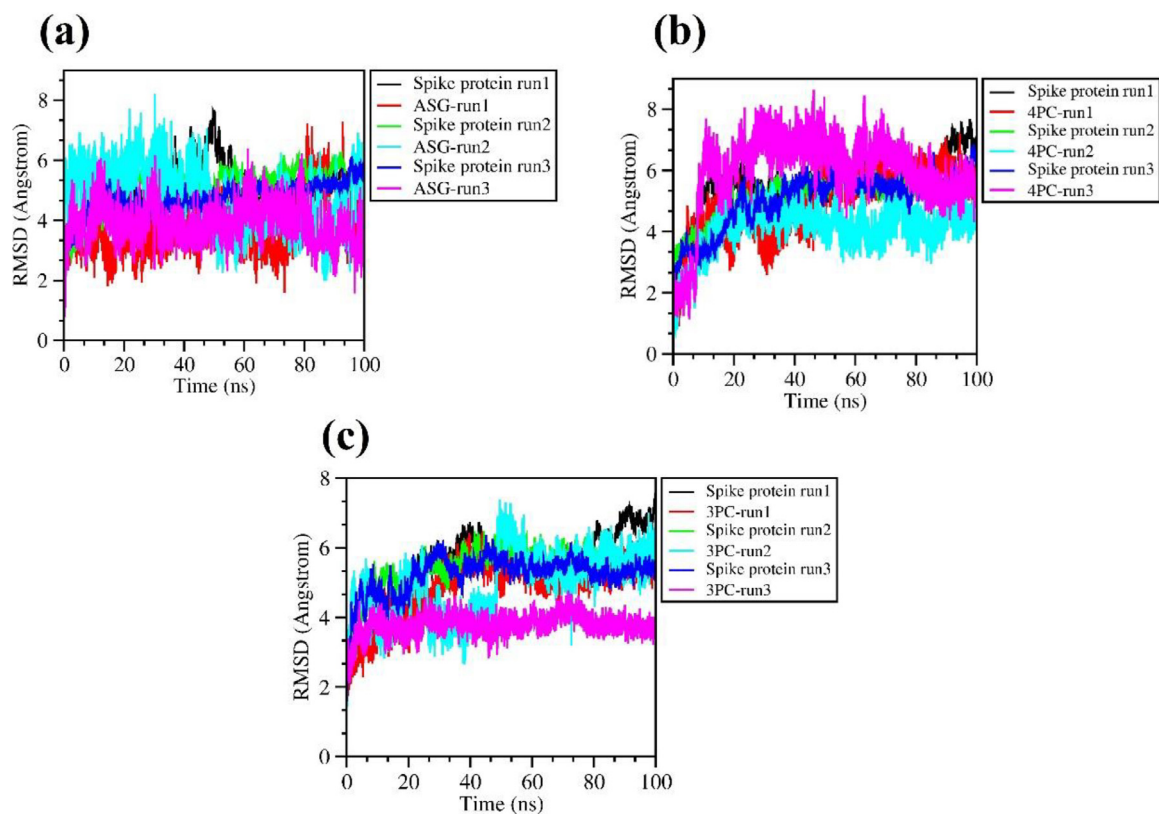 (a)
Spike protein run1
ASG-run1
Spike protein run2
ASG-run2
Spike protein run3
ASG-run3
RMSD (Angstrom)
8
6
4
2
0
0 20 40 60 80 100
Time (ns)
(b)
Spike protein run1
4PC-run1
Spike protein run2
4PC-run2
Spike protein run3
4PC-run3
RMSD (Angstrom)
8
6
4
2
0
0 20 40 60 80 100
Time (ns)
(c)
Spike protein run1
3PC-run1
Spike protein run2
3PC-run2
Spike protein run3
3PC-run3
RMSD (Angstrom)
8
6
4
2
0
0 20 40 60 80 100
Time (ns)